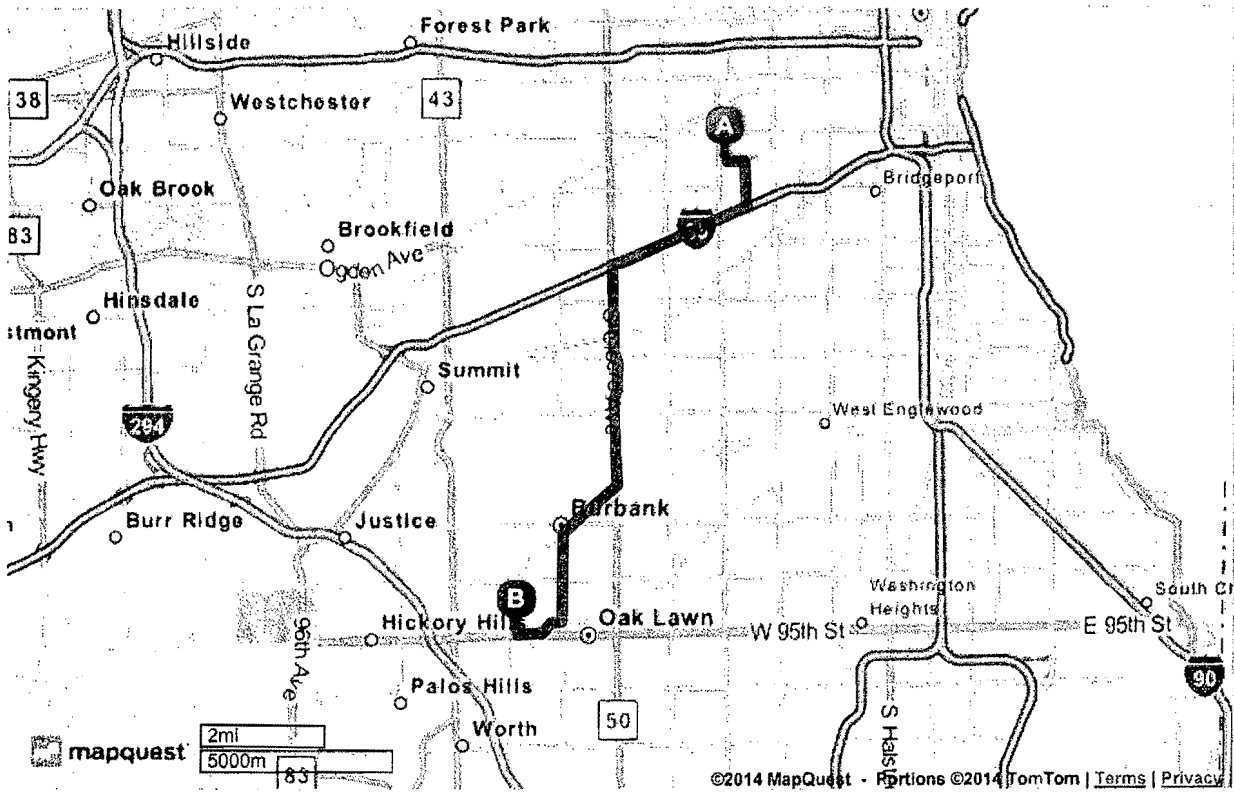 Forest Park
Hillside
38
Westchester
43
A
Oak Brook
Bridgeport
83
Brookfield
Ogden Ave
55
Hinsdale
stmont
S La Grange Rd
Kingery Hwy
Summit
294
West Englewood
Burbank
Burr Ridge
Justice
B
Washington
Heights
South Ch
Hickory Hill
Oak Lawn
W 95th St
E 95th St
96th Ave
Palos Hills
90
50
Worth
S Halst
mapquest
2mi
5000m
83
©2014 MapQuest - Portions ©2014 TomTom | Terms | Privacy